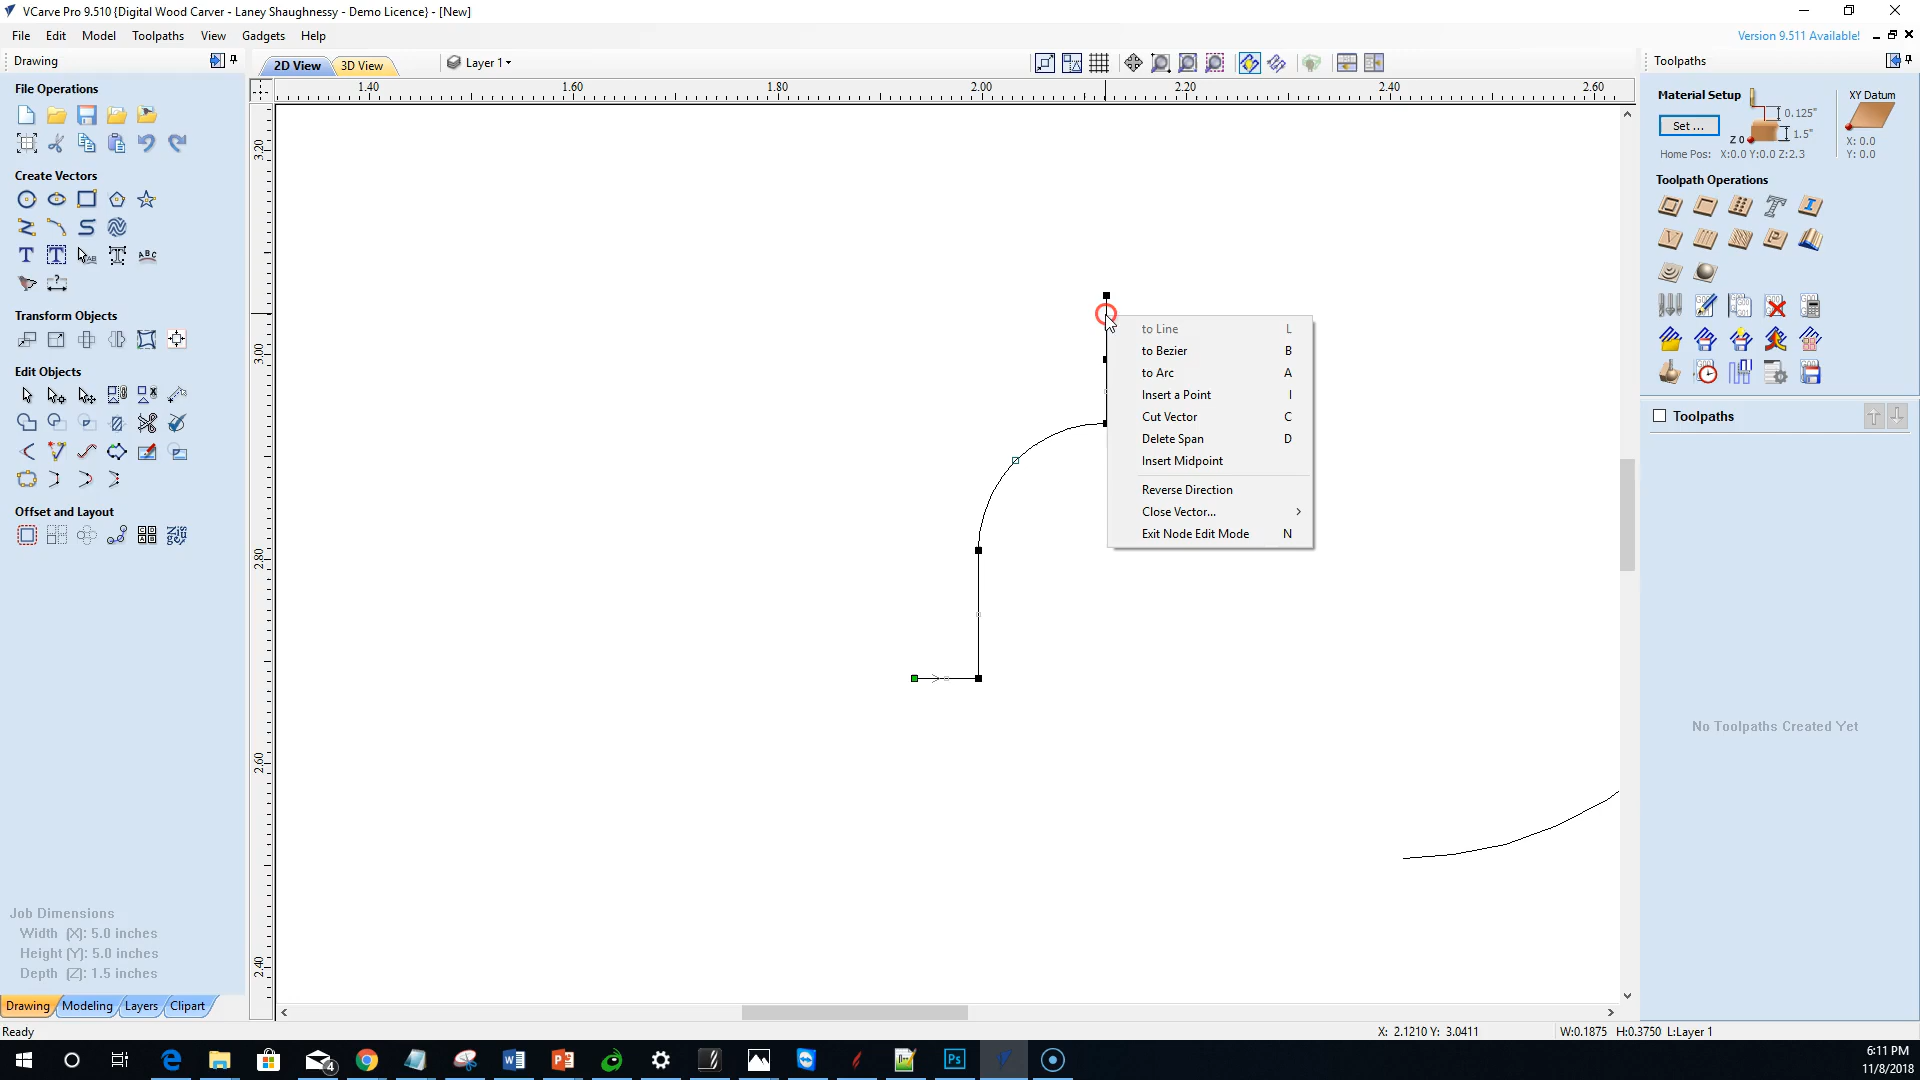 VCarve Pro 9.510 {Digital Wood Carver - Laney Shaughnessy - Demo Licence} - [New]
File Edit Model Toolpaths View Gadgets Help
Version 9.511 Available!
Drawing
File Operations
Create Vectors
Transform Objects
Edit Objects
Offset and Layout
Job Dimensions
Width (X): 5.0 inches
Height (Y): 5.0 inches
Depth (Z): 1.5 inches
Drawing Modeling Layers Clipart
Ready
2D View 3D View
Layer 1
1.40 1.60 1.80 2.00 2.20 2.40 2.60
3.20
3.00
2.80
2.60
2.40
to Line L
to Bezier B
to Arc A
Insert a Point I
Cut Vector C
Delete Span D
Insert Midpoint
Reverse Direction
Close Vector...
Exit Node Edit Mode N
Toolpaths
Material Setup
Set ...
0.125"
1.5"
Z 0
XY Datum
X: 0.0
Y: 0.0
Home Pos: X:0.0 Y:0.0 Z:2.3
Toolpath Operations
Toolpaths
No Toolpaths Created Yet
X: 2.1210 Y: 3.0411
W:0.1875 H:0.3750 L:Layer 1
6:11 PM
11/8/2018